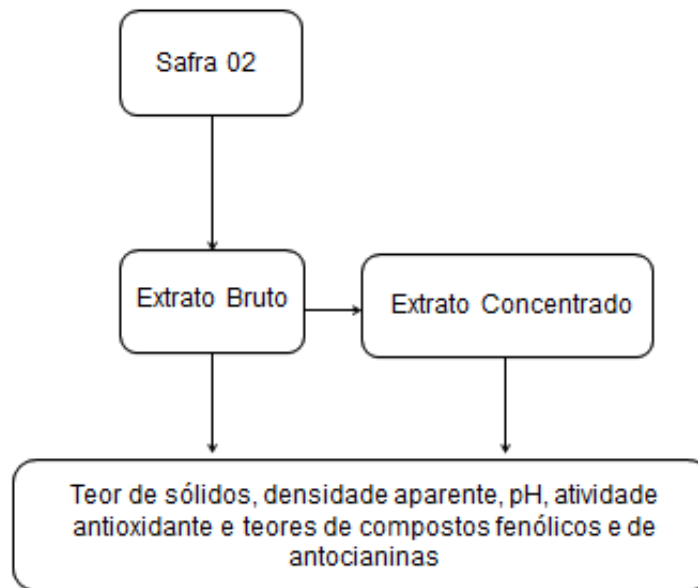 Safra 02
Extrato Bruto
Extrato Concentrado
Teor de sólidos, densidade aparente, pH, atividade
antioxidante e teores de compostos fenólicos e de
antocianinas